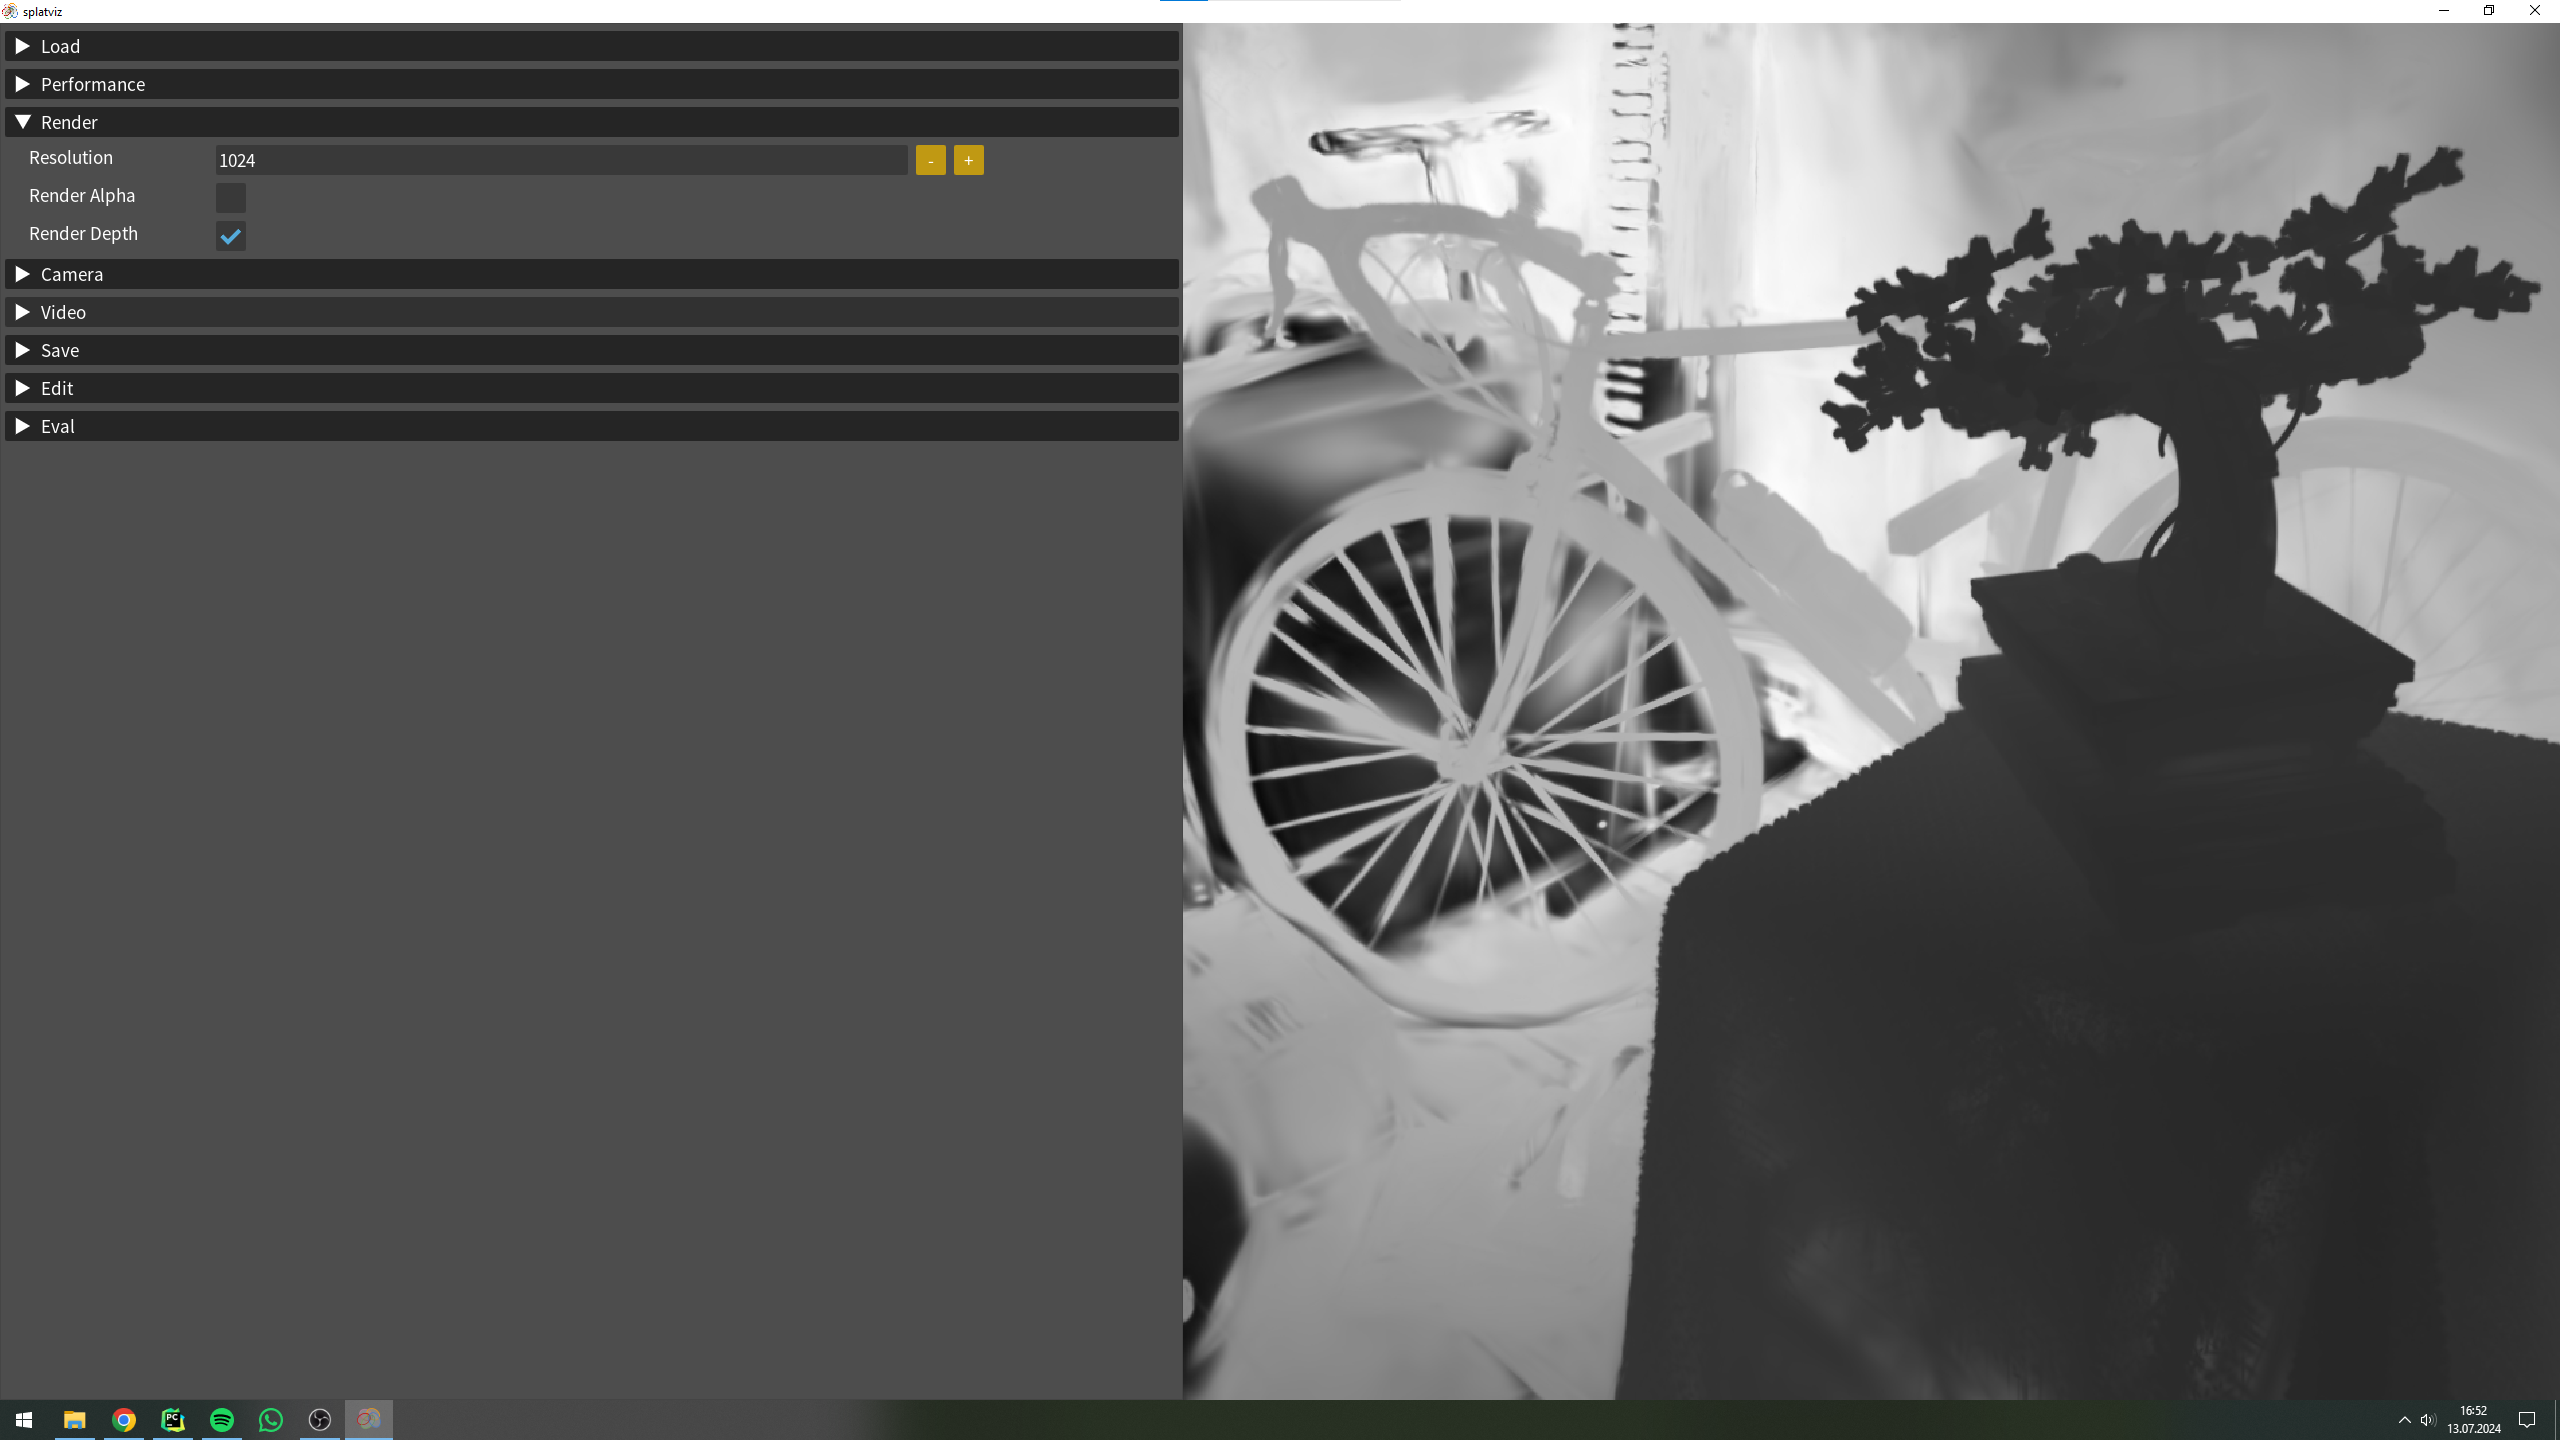 splatviz
Load
Performance
Render
Resolution 1024 - +
Render Alpha
Render Depth
Camera
Video
Save
Edit
Eval
PC
16:52
13.07.2024